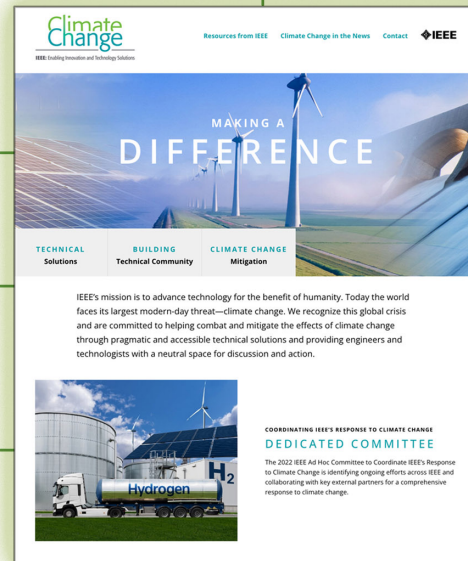 Climate
Change
IEEE: Enabling Innovation and Technology Solutions
Resources from IEEE Climate Change in the News Contact IEEE
MAKING A
DIFFERENCE
TECHNICAL
Solutions
BUILDING
Technical Community
CLIMATE CHANGE
Mitigation
IEEE's mission is to advance technology for the benefit of humanity. Today the world
faces its largest modern-day threat—climate change. We recognize this global crisis
and are committed to helping combat and mitigate the effects of climate change
through pragmatic and accessible technical solutions and providing engineers and
technologists with a neutral space for discussion and action.
H2
Hydrogen
COORDINATING IEEE'S RESPONSE TO CLIMATE CHANGE
DEDICATED COMMITTEE
The 2022 IEEE Ad Hoc Committee to Coordinate IEEE's Response
to Climate Change is identifying ongoing efforts across IEEE and
collaborating with key external partners for a comprehensive
response to climate change.